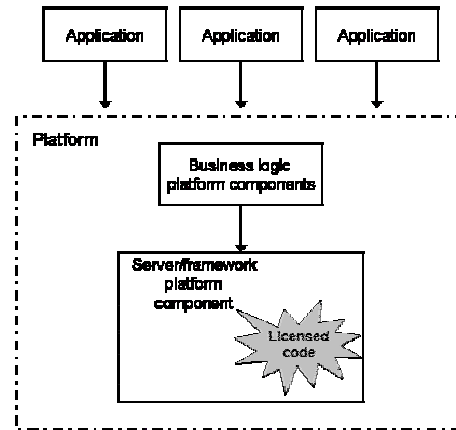 Application Application Application
Platform
Business logic
platform components
Server/framework
platform
component
Licensed
code